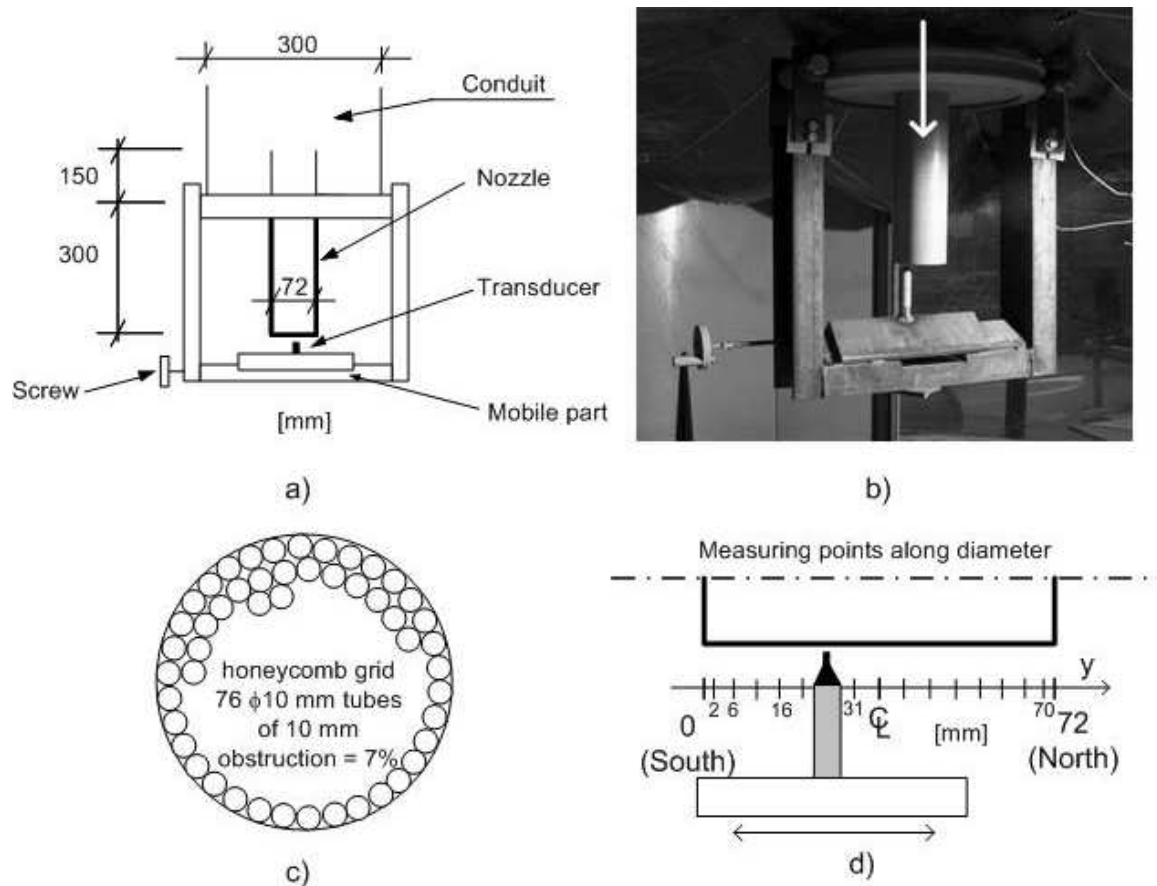 300
Conduit
150
Nozzle
300
72
Transducer
Screw
Mobile part
[mm]
a)
b)
honeycomb grid
76 ϕ10 mm tubes
of 10 mm
obstruction = 7%
c)
Measuring points along diameter
y
0 2 6 16 31 ℄ [mm] 70 72
(South) (North)
d)